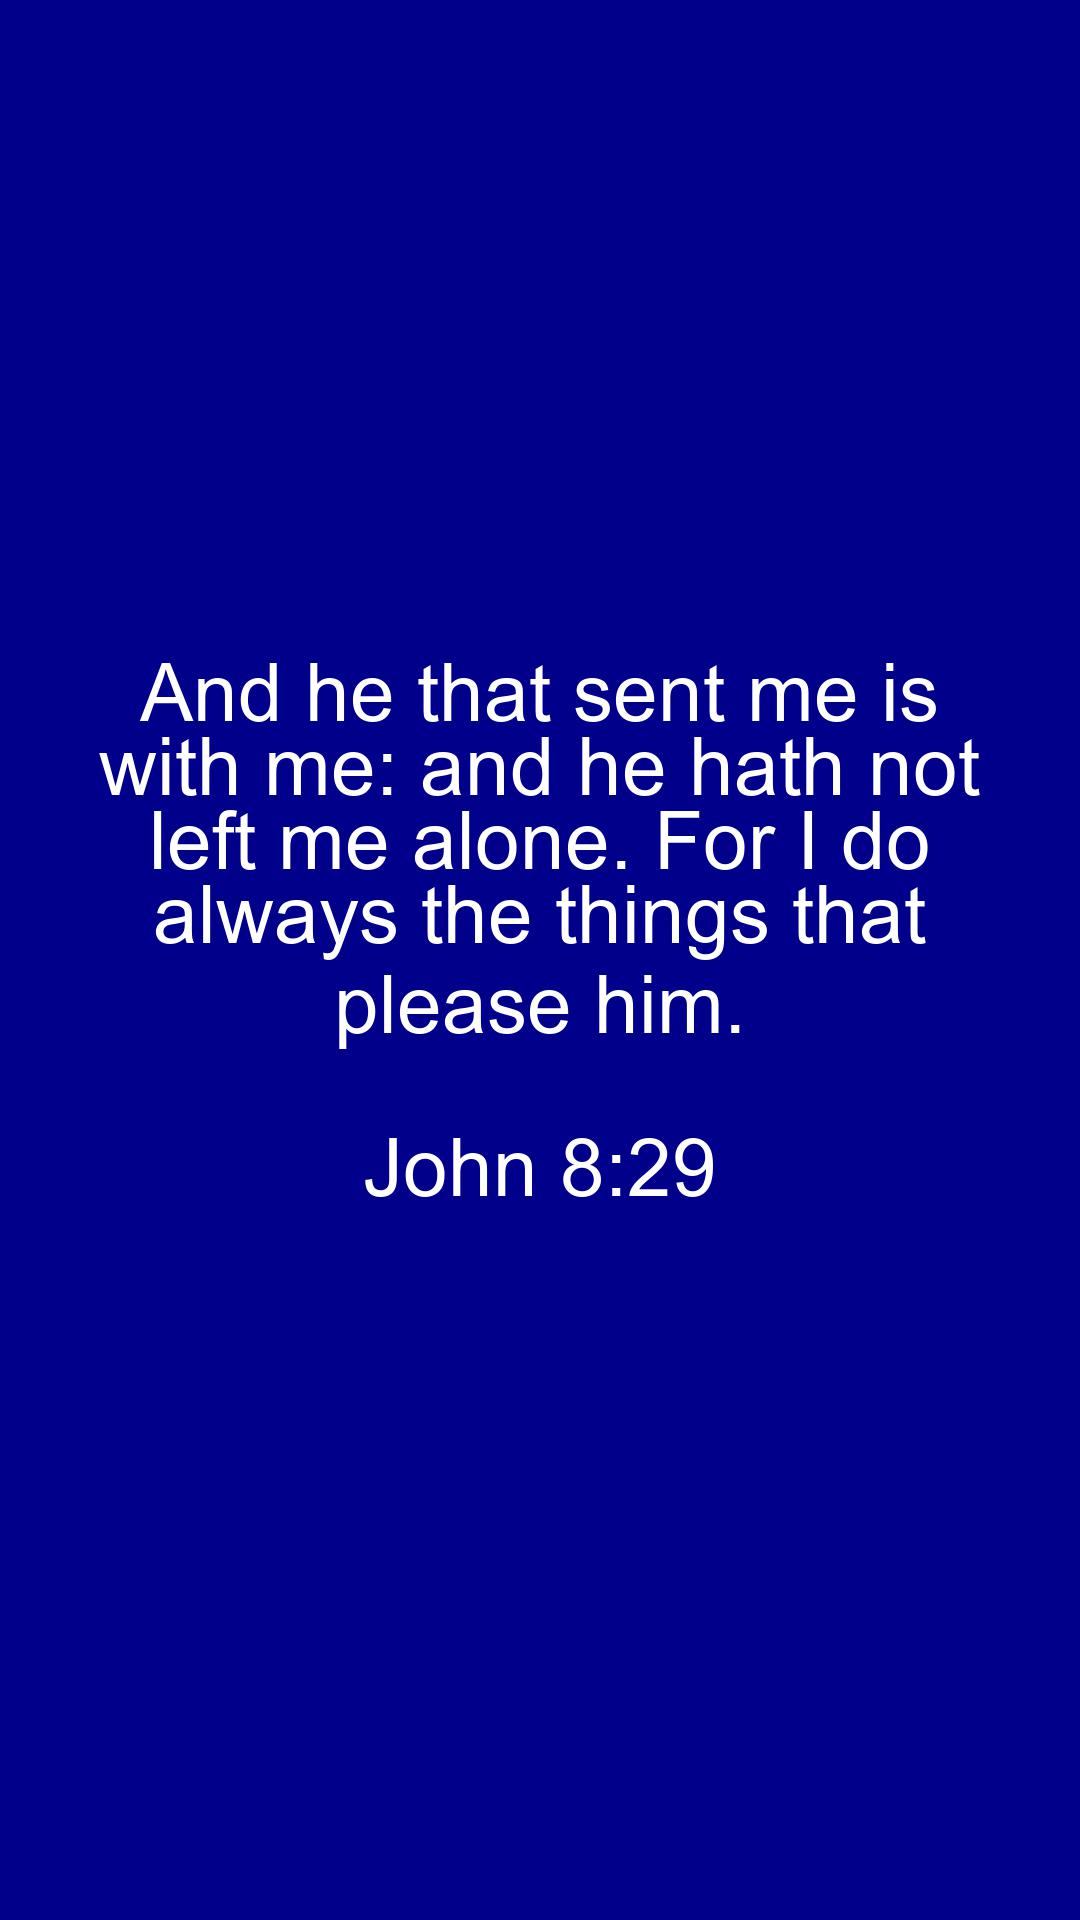 And he that sent me is
with me: and he hath not
left me alone. For I do
always the things that
please him.
John 8:29